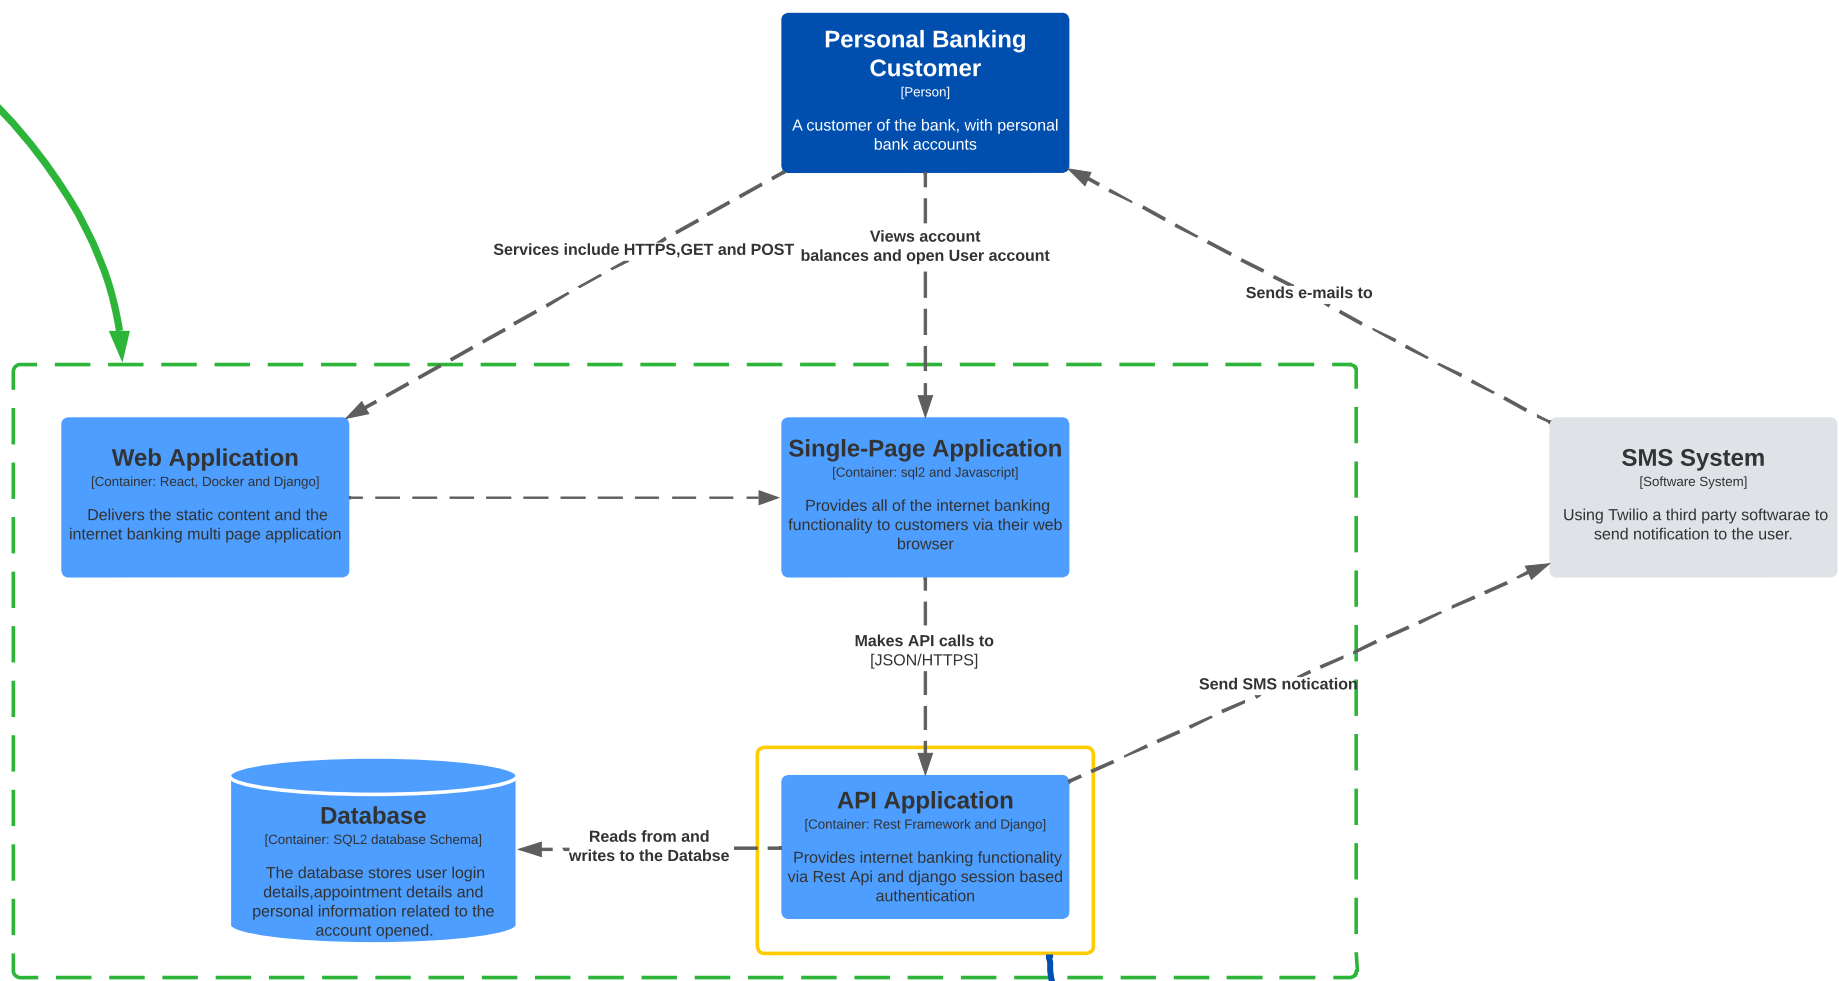 Personal Banking
Customer
[Person]
A customer of the bank, with personal
bank accounts
Services include HTTPS,GET and POST
Views account
balances and open User account
Sends e-mails to
Web Application
[Container: React, Docker and Django]
Delivers the static content and the
internet banking multi page application
Single-Page Application
[Container: sql2 and Javascript]
Provides all of the internet banking
functionality to customers via their web
browser
SMS System
[Software System]
Using Twilio a third party softwarae to
send notification to the user.
Makes API calls to
[JSON/HTTPS]
Send SMS notication
Database
[Container: SQL2 database Schema]
The database stores user login
details,appointment details and
personal information related to the
account opened.
Reads from and
writes to the Databse
API Application
[Container: Rest Framework and Django]
Provides internet banking functionality
via Rest Api and django session based
authentication